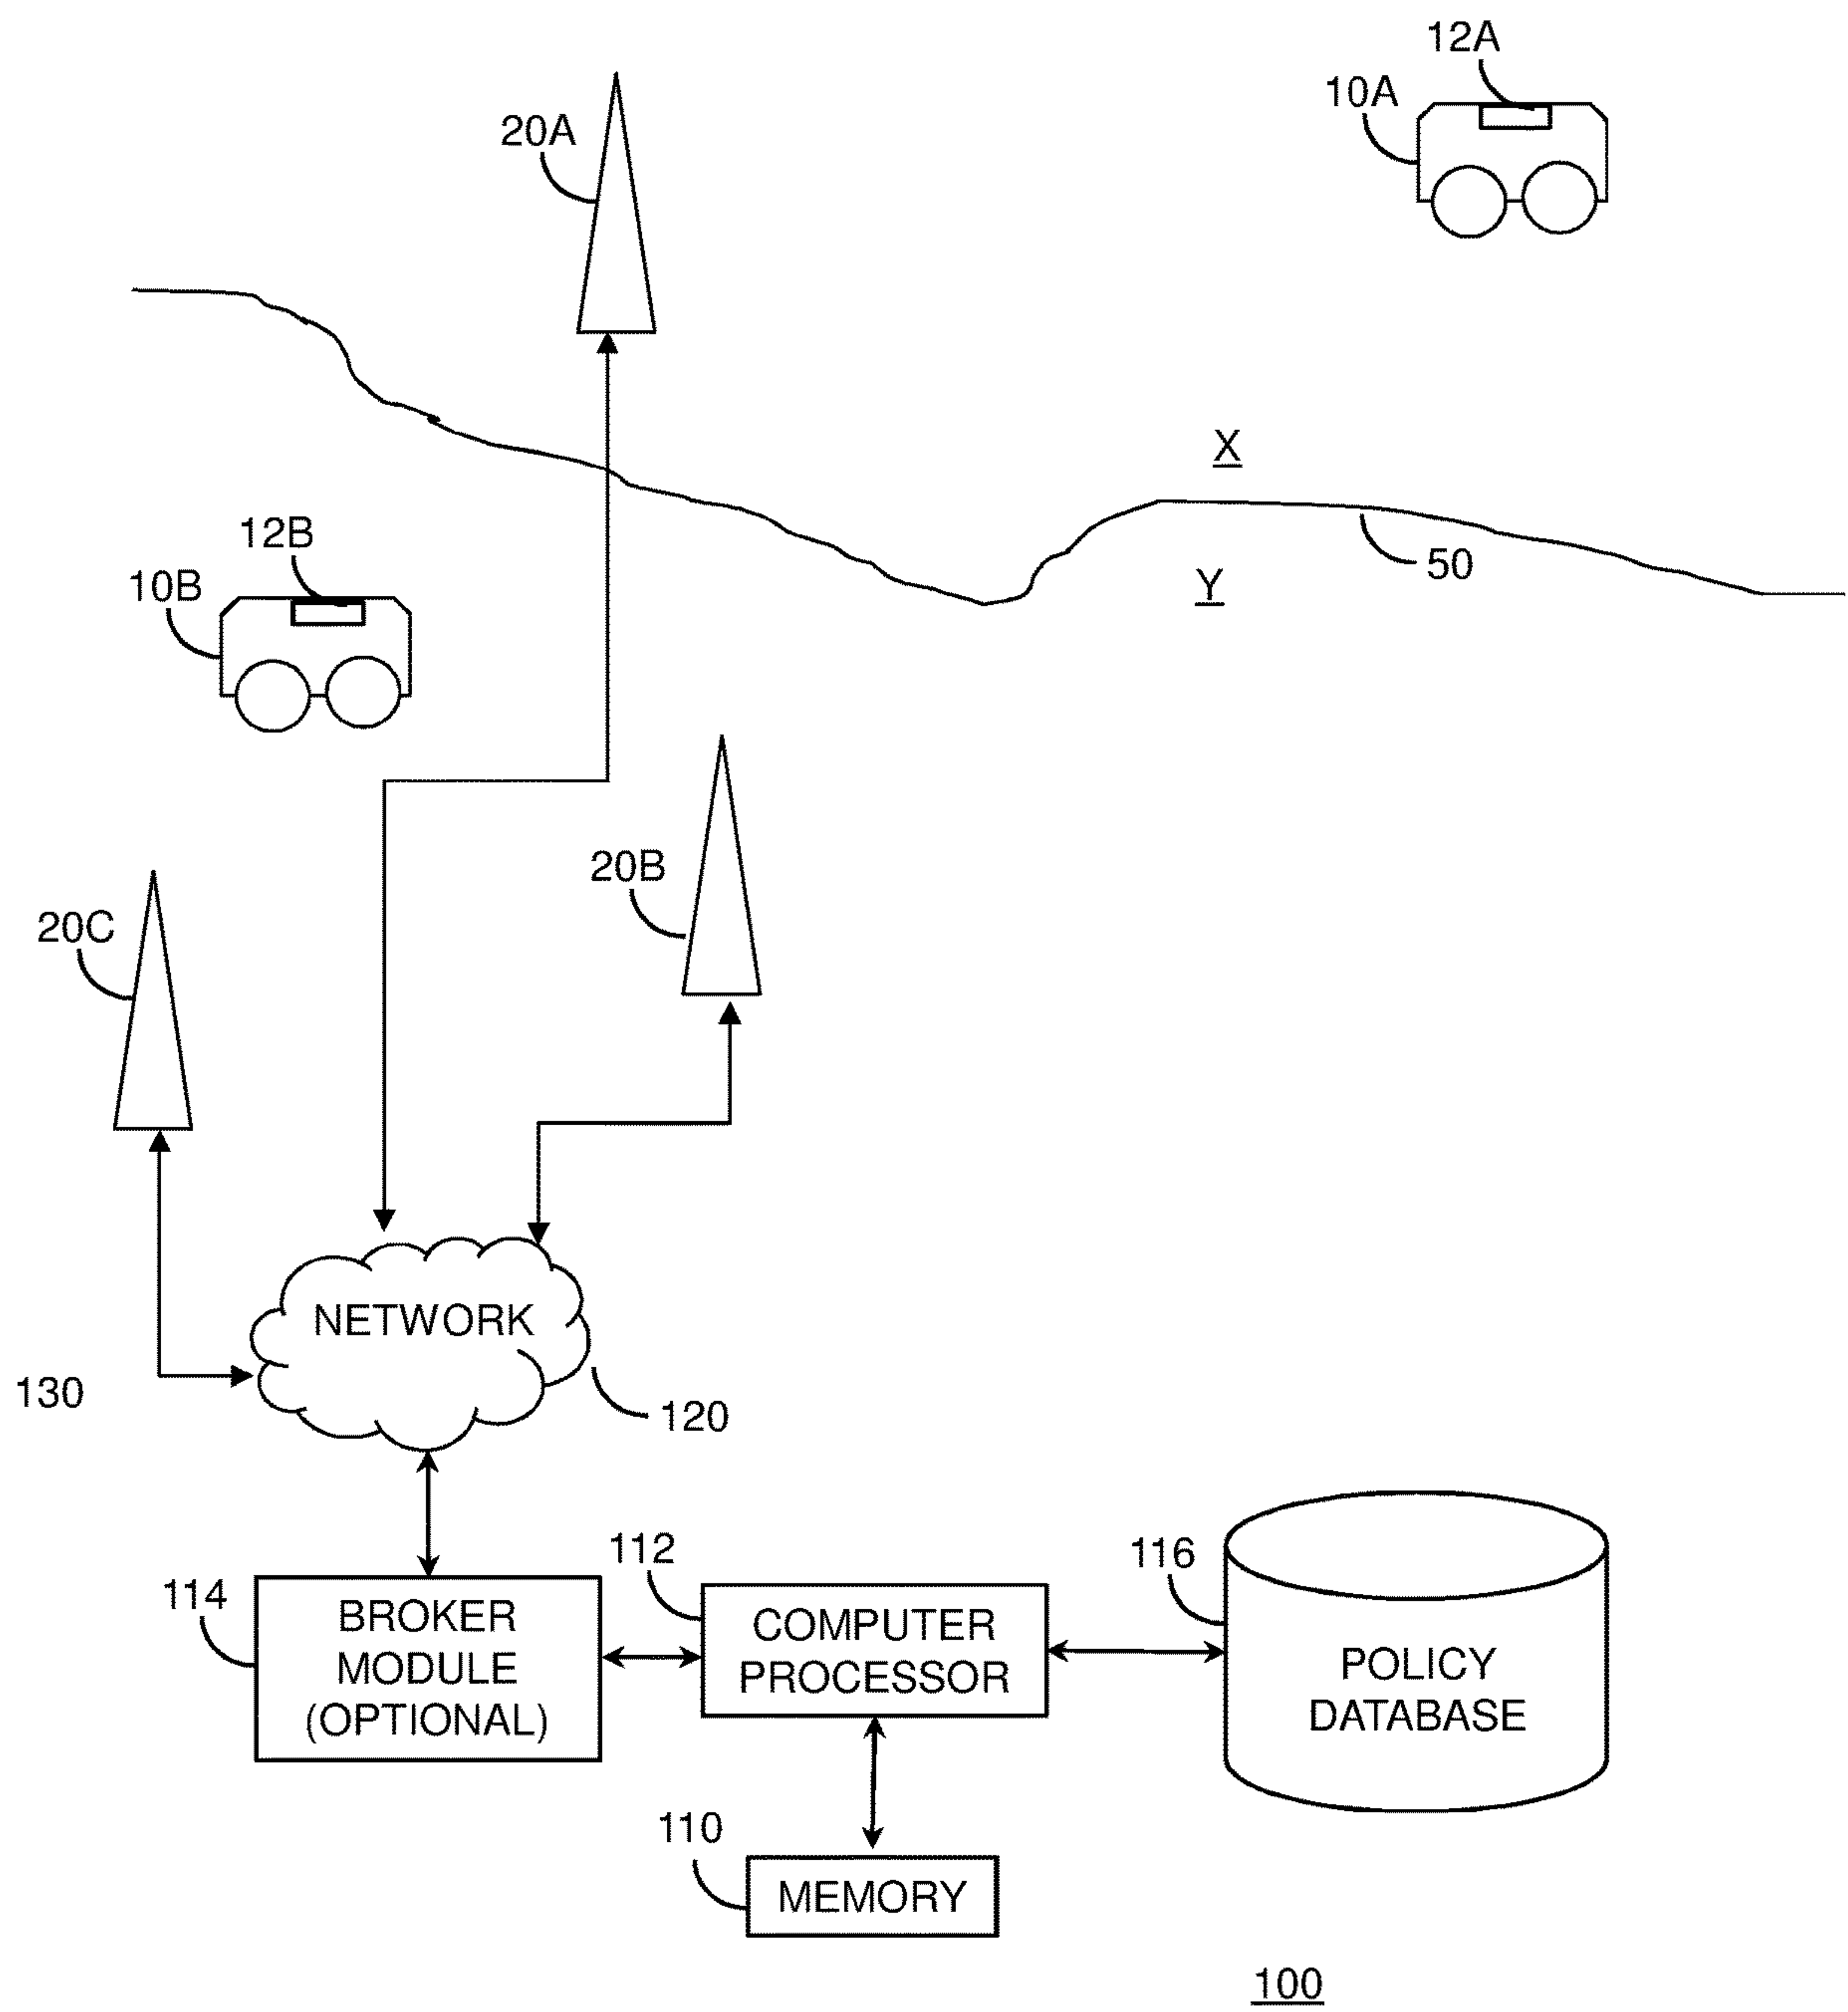 12A
10A
20A
X
50
12B
Y
10B
20B
20C
NETWORK
130
120
112
116
114
BROKER
MODULE
(OPTIONAL)
COMPUTER
PROCESSOR
POLICY
DATABASE
110
MEMORY
100